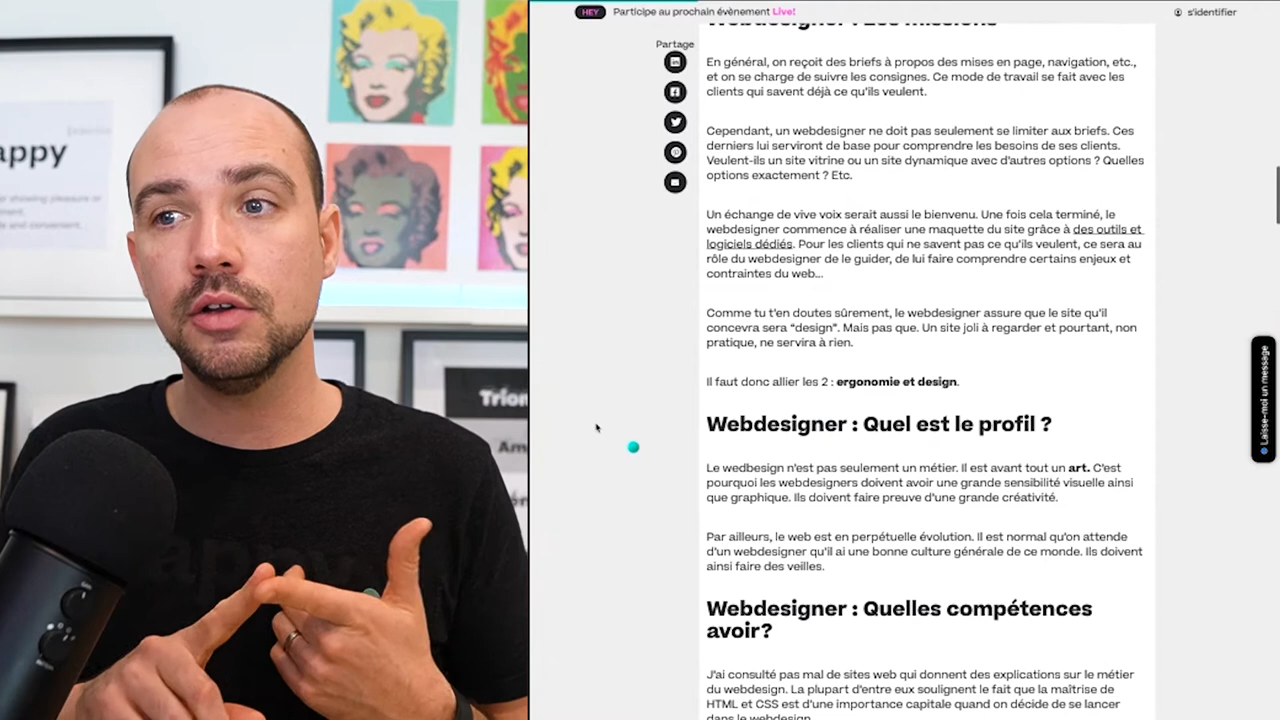 appy
Trion
Am
HEY
Participe au prochain évènement Live!
s'identifier
Webdesigner : Les missions
Partage
En général, on reçoit des briefs à propos des mises en page, navigation, etc.,
et on se charge de suivre les consignes. Ce mode de travail se fait avec les
clients qui savent déjà ce qu'ils veulent.
Cependant, un webdesigner ne doit pas seulement se limiter aux briefs. Ces
derniers lui serviront de base pour comprendre les besoins de ses clients.
Veulent-ils un site vitrine ou un site dynamique avec d'autres options ? Quelles
options exactement ? Etc.
Un échange de vive voix serait aussi le bienvenu. Une fois cela terminé, le
webdesigner commence à réaliser une maquette du site grâce à des outils et
logiciels dédiés. Pour les clients qui ne savent pas ce qu'ils veulent, ce sera au
rôle du webdesigner de le guider, de lui faire comprendre certains enjeux et
contraintes du web...
Comme tu t'en doutes sûrement, le webdesigner assure que le site qu'il
concevra sera “design”. Mais pas que. Un site joli à regarder et pourtant, non
pratique, ne servira à rien.
Il faut donc allier les 2 : ergonomie et design.
Webdesigner : Quel est le profil ?
Le wedbesign n'est pas seulement un métier. Il est avant tout un art. C'est
pourquoi les webdesigners doivent avoir une grande sensibilité visuelle ainsi
que graphique. Ils doivent faire preuve d'une grande créativité.
Par ailleurs, le web est en perpétuelle évolution. Il est normal qu'on attende
d'un webdesigner qu'il ai une bonne culture générale de ce monde. Ils doivent
ainsi faire des veilles.
Webdesigner : Quelles compétences
avoir?
J'ai consulté pas mal de sites web qui donnent des explications sur le métier
du webdesign. La plupart d'entre eux soulignent le fait que la maîtrise de
HTML et CSS est d'une importance capitale quand on décide de se lancer
dans le webdesign
Laisse-moi un message